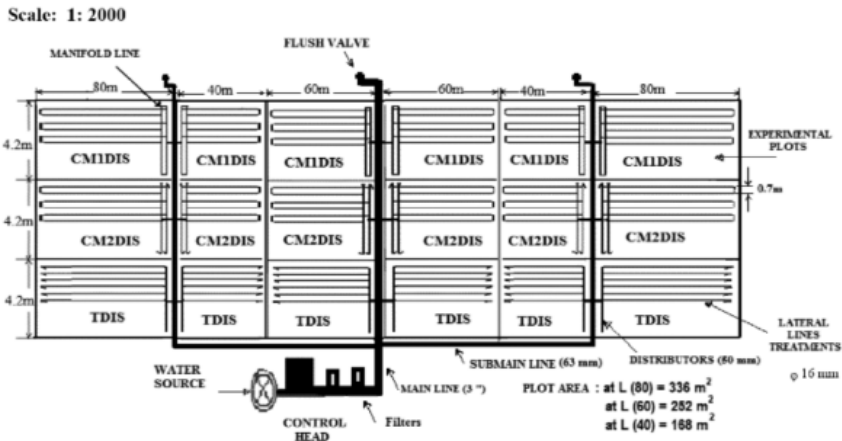 Scale: 1: 2000
FLUSH VALVE
MANIFOLD LINE
80m 40m 60m 60m 40m 80m
4.2m
CM1DIS CM1DIS CM1DIS CM1DIS CM1DIS CM1DIS
EXPERIMENTAL
PLOTS
0.7m
4.2m
CM2DIS CM2DIS CM2DIS CM2DIS CM2DIS CM2DIS
4.2m
TDIS TDIS TDIS TDIS TDIS TDIS
LATERAL
LINES
TREATMENTS
SUBMAIN LINE (63 mm)
DISTRIBUTORS (50 mm)
WATER
SOURCE
φ 16 mm
MAIN LINE (3 ")
PLOT AREA : at L (80) = 336 m²
at L (60) = 252 m²
at L (40) = 168 m²
CONTROL
HEAD
Filters